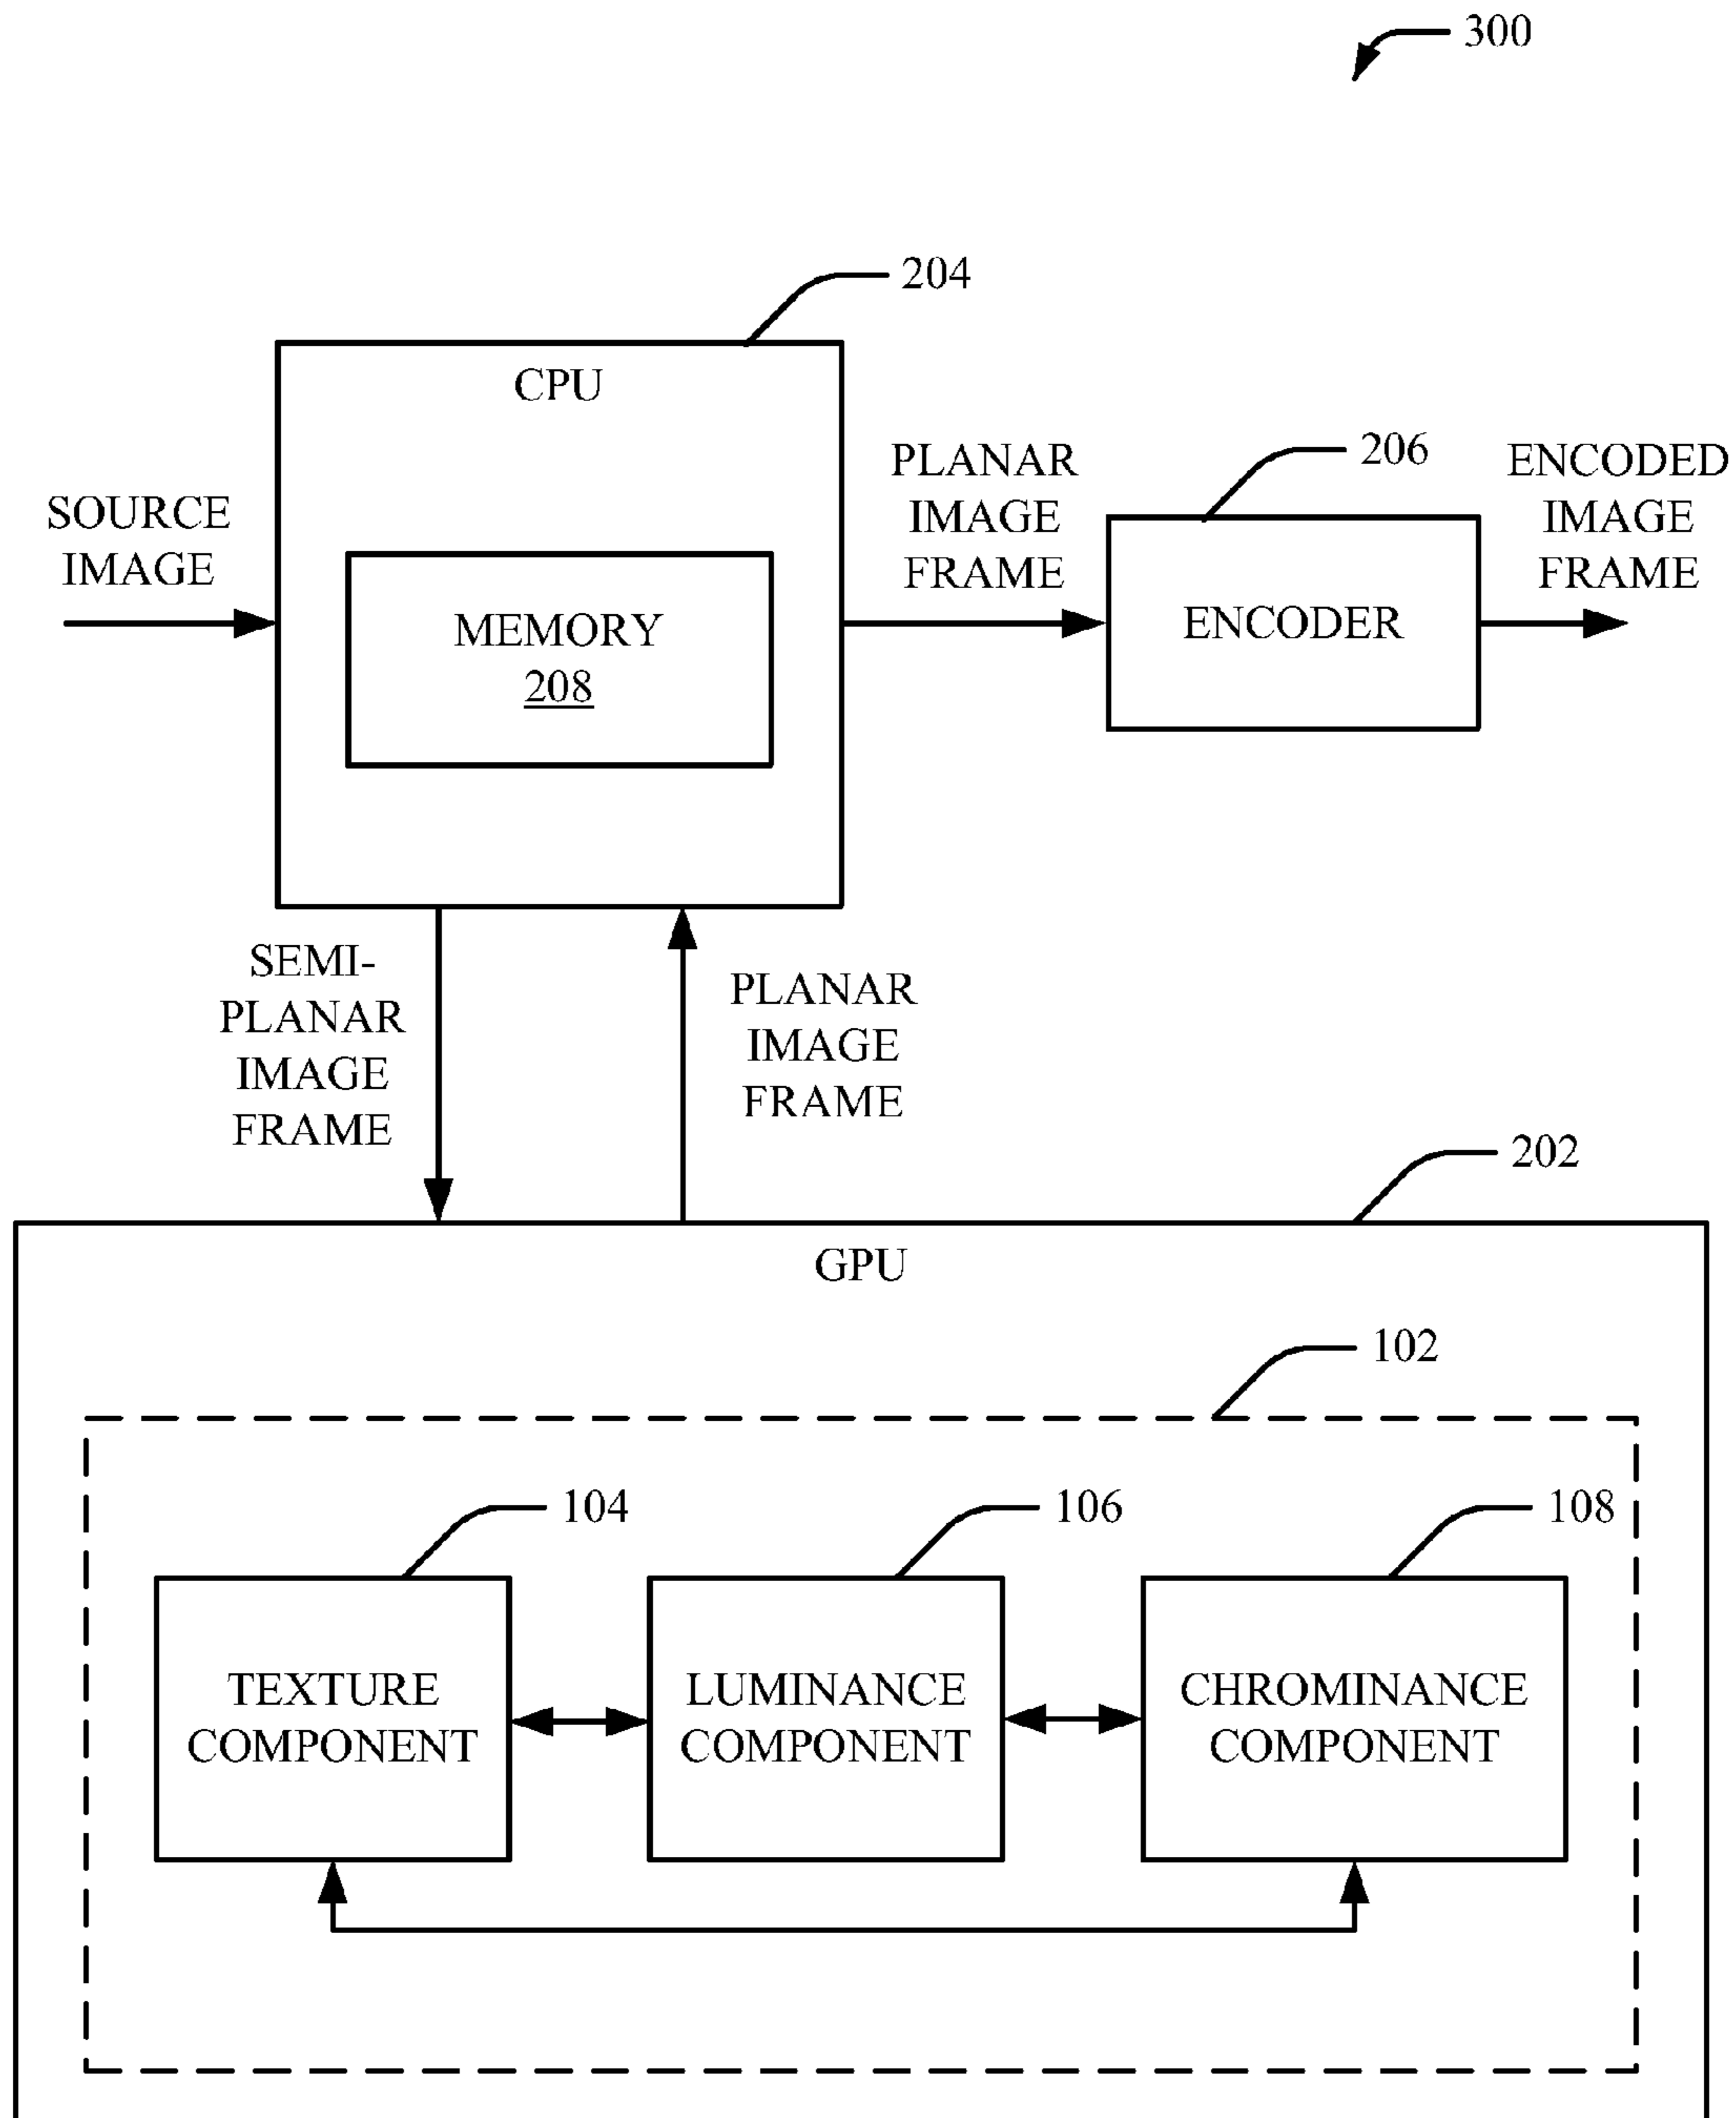 300
204
CPU
SOURCE
IMAGE
MEMORY
208
PLANAR
IMAGE
FRAME
206
ENCODER
ENCODED
IMAGE
FRAME
SEMI-
PLANAR
IMAGE
FRAME
PLANAR
IMAGE
FRAME
202
GPU
102
104
TEXTURE
COMPONENT
106
LUMINANCE
COMPONENT
108
CHROMINANCE
COMPONENT